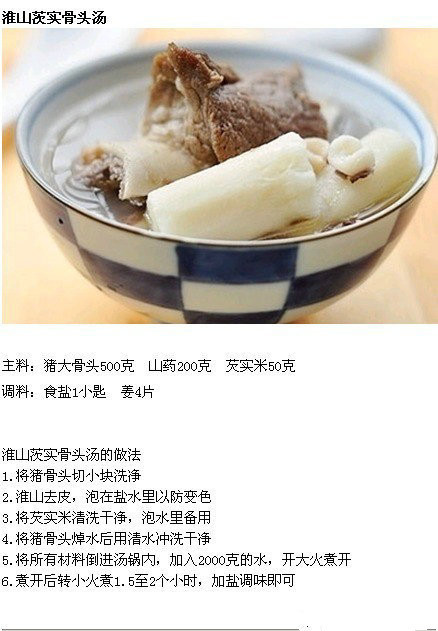 淮山茨实骨头汤
主料：猪大骨头500克 山药200克 芡实米50克
调料：食盐1小匙 姜4片
淮山茨实骨头汤的做法
1.将猪骨头切小块洗净
2.淮山去皮，泡在盐水里以防变色
3.将芡实米清洗干净，泡水里备用
4.将猪骨头焯水后用清水冲洗干净
5.将所有材料倒进汤锅内，加入2000克的水，开大火煮开
6.煮开后转小火煮1.5至2个小时，加盐调味即可